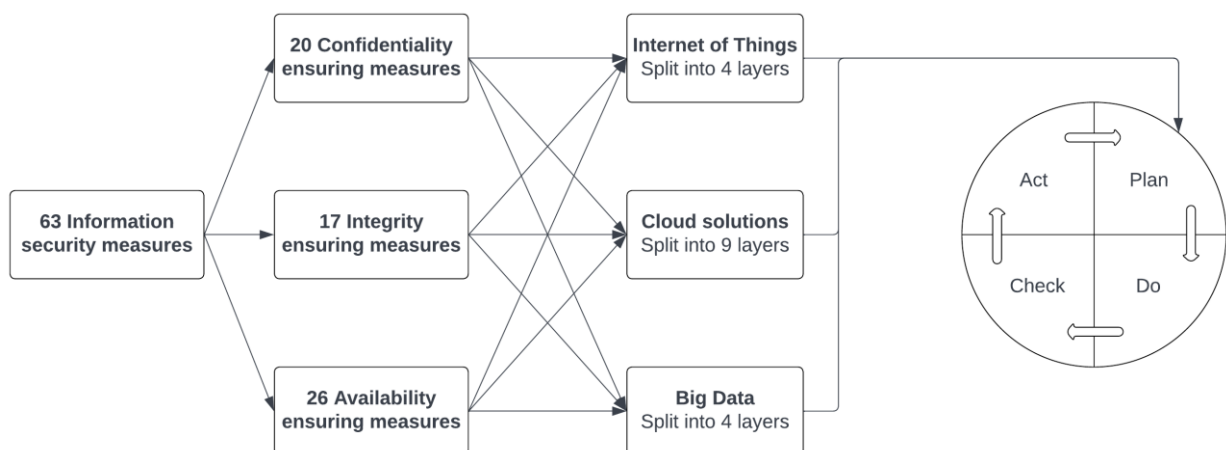 63 Information
security measures
20 Confidentiality
ensuring measures
17 Integrity
ensuring measures
26 Availability
ensuring measures
Internet of Things
Split into 4 layers
Cloud solutions
Split into 9 layers
Big Data
Split into 4 layers
Act
Plan
Check
Do